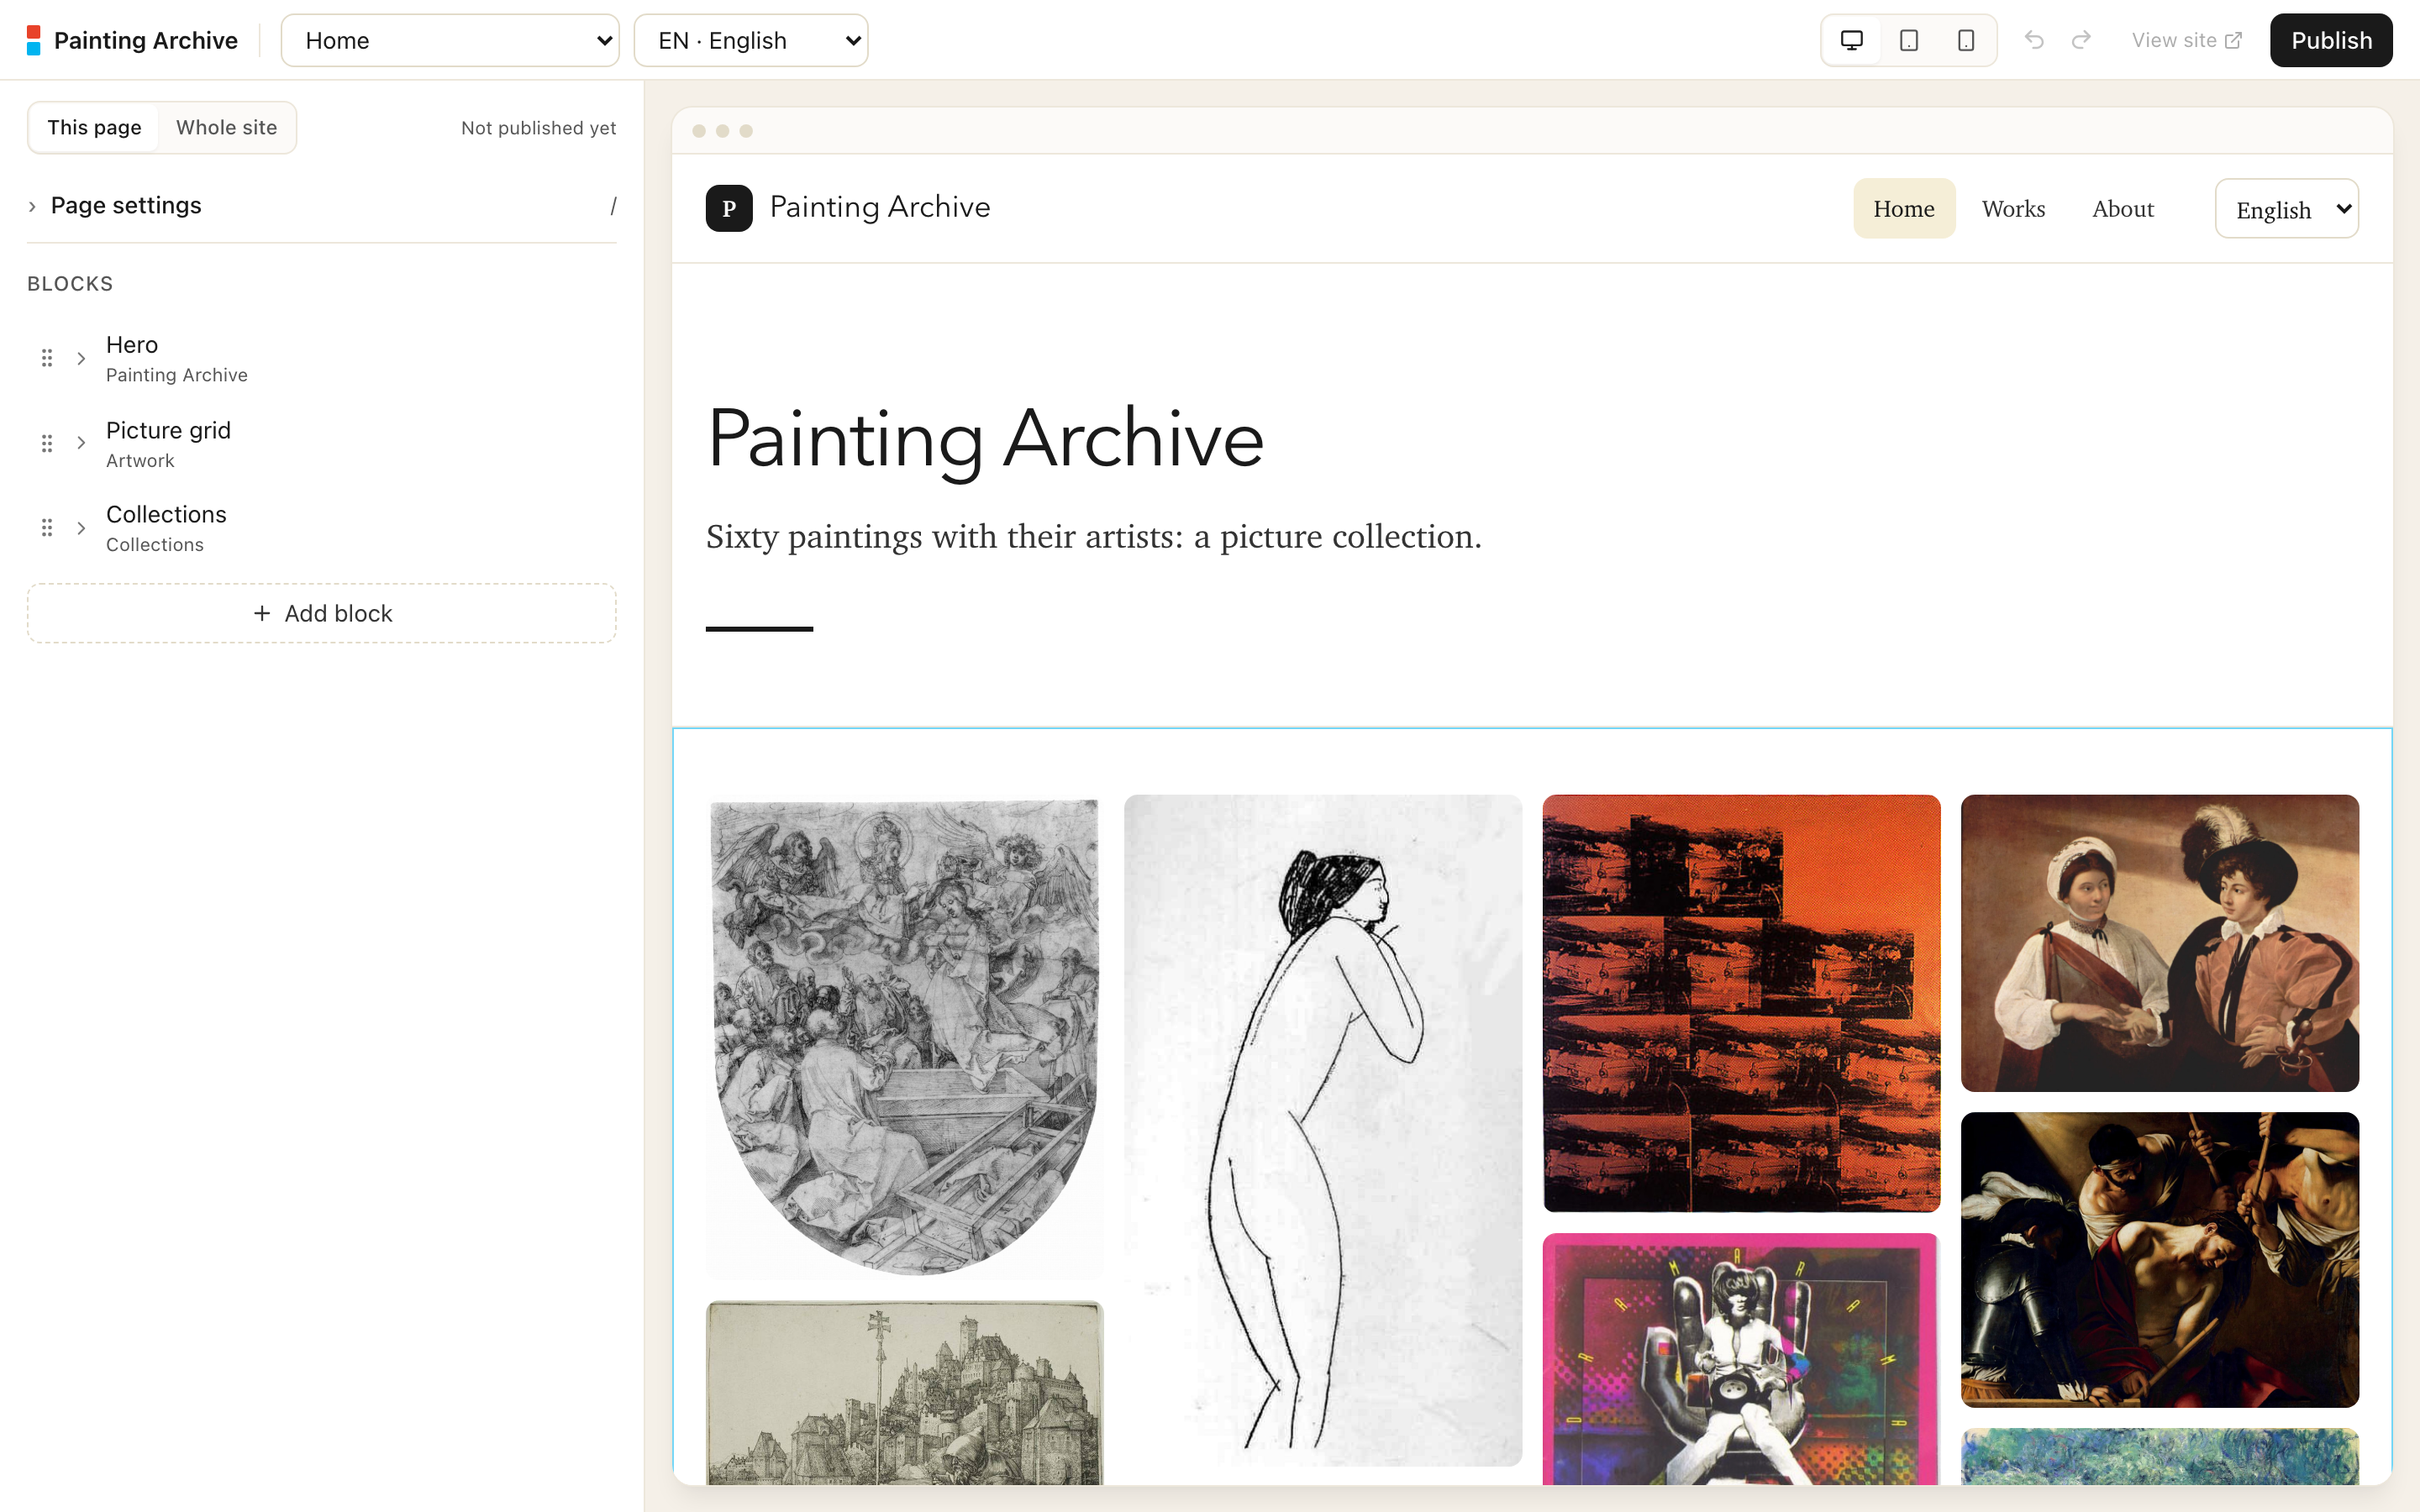 Painting Archive
Home
EN · English
View site
Publish
This page
Whole site
Not published yet
Page settings
/
BLOCKS
Hero
Painting Archive
Picture grid
Artwork
Collections
Collections
+ Add block
P
Painting Archive
Home
Works
About
English
Painting Archive
Sixty paintings with their artists: a picture collection.